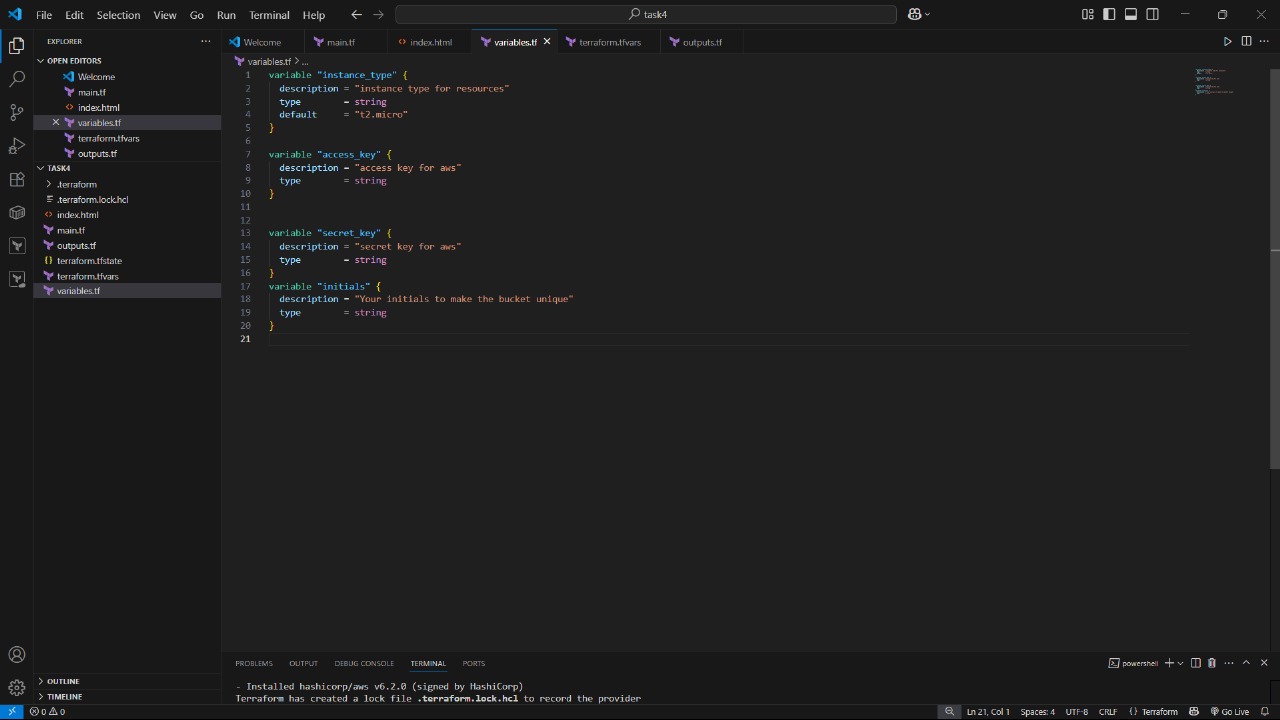 File Edit Selection View Go Run Terminal Help
task4
EXPLORER
OPEN EDITORS
Welcome
main.tf
index.html
variables.tf
terraform.tfvars
outputs.tf
TASK4
.terraform
.terraform.lock.hcl
index.html
main.tf
outputs.tf
terraform.tfstate
terraform.tfvars
variables.tf
OUTLINE
TIMELINE
Welcome main.tf index.html variables.tf terraform.tfvars outputs.tf
variables.tf > ...
1 variable "instance_type" {
2 description = "instance type for resources"
3 type = string
4 default = "t2.micro"
5 }
6
7 variable "access_key" {
8 description = "access key for aws"
9 type = string
10 }
11
12
13 variable "secret_key" {
14 description = "secret key for aws"
15 type = string
16 }
17 variable "initials" {
18 description = "Your initials to make the bucket unique"
19 type = string
20 }
21
PROBLEMS OUTPUT DEBUG CONSOLE TERMINAL PORTS
powershell
- Installed hashicorp/aws v6.2.0 (signed by HashiCorp)
Terraform has created a lock file .terraform.lock.hcl to record the provider
0 0 Ln 21, Col 1 Spaces: 4 UTF-8 CRLF {} Terraform Go Live